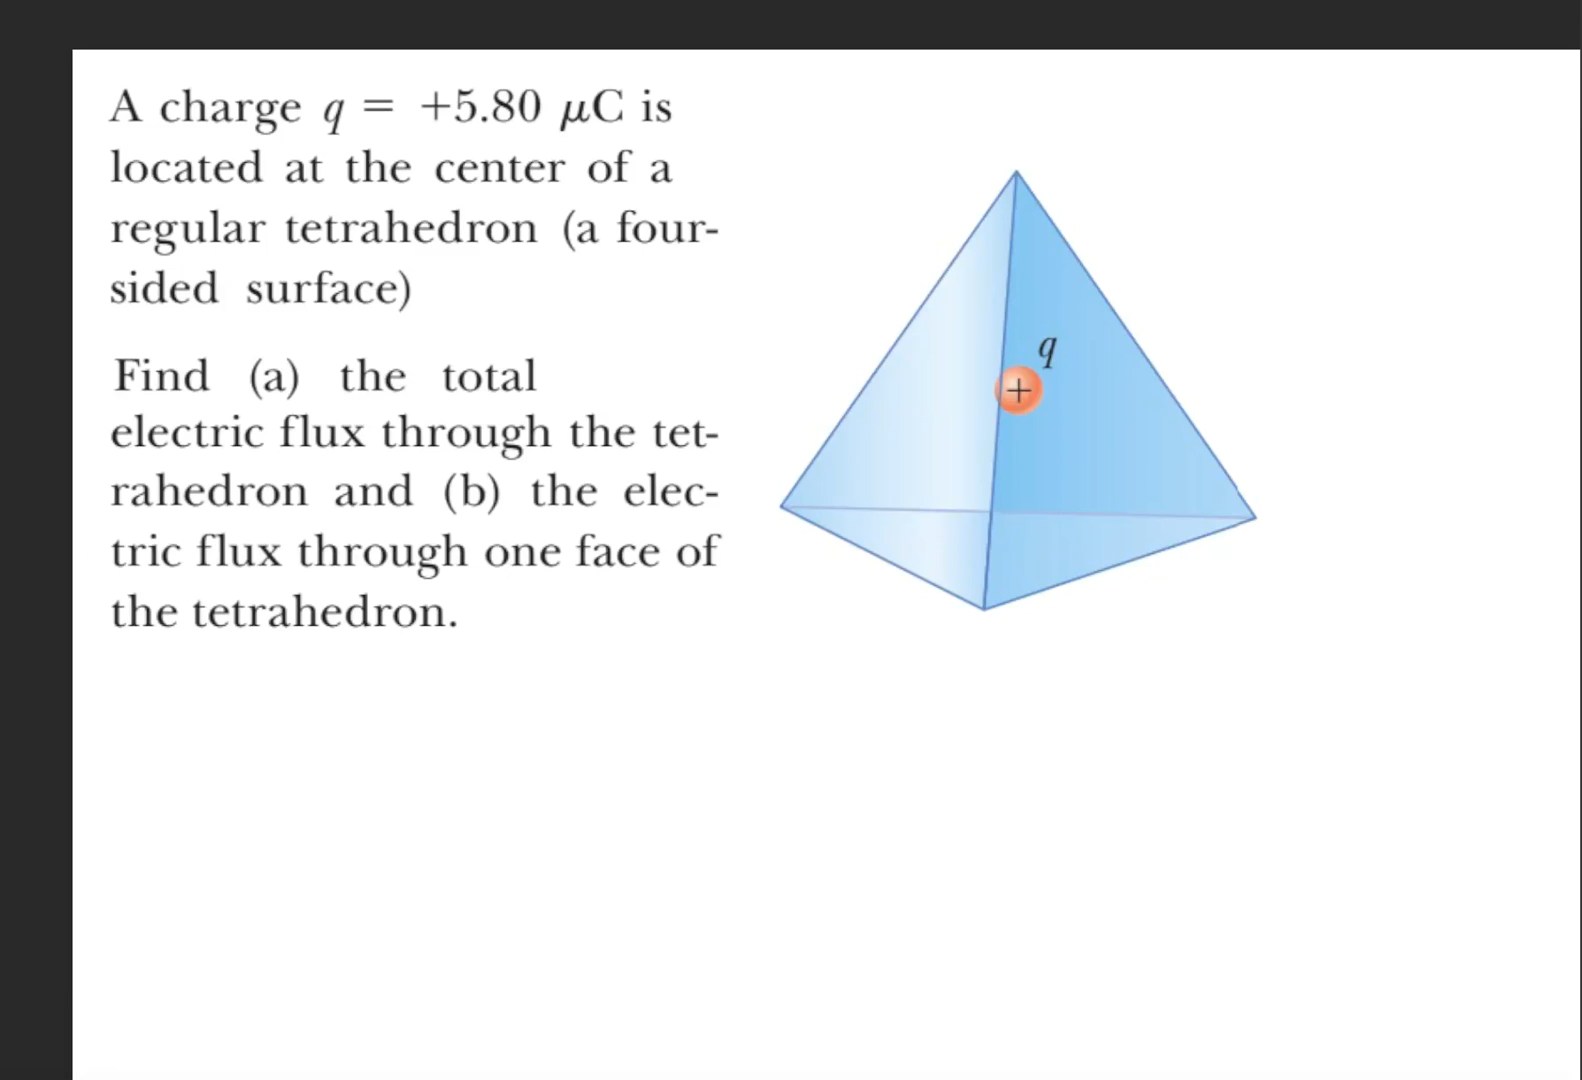 A charge q = +5.80 μC is
located at the center of a
regular tetrahedron (a four-
sided surface)
Find (a) the total
electric flux through the tet-
rahedron and (b) the elec-
tric flux through one face of
the tetrahedron.
q
+